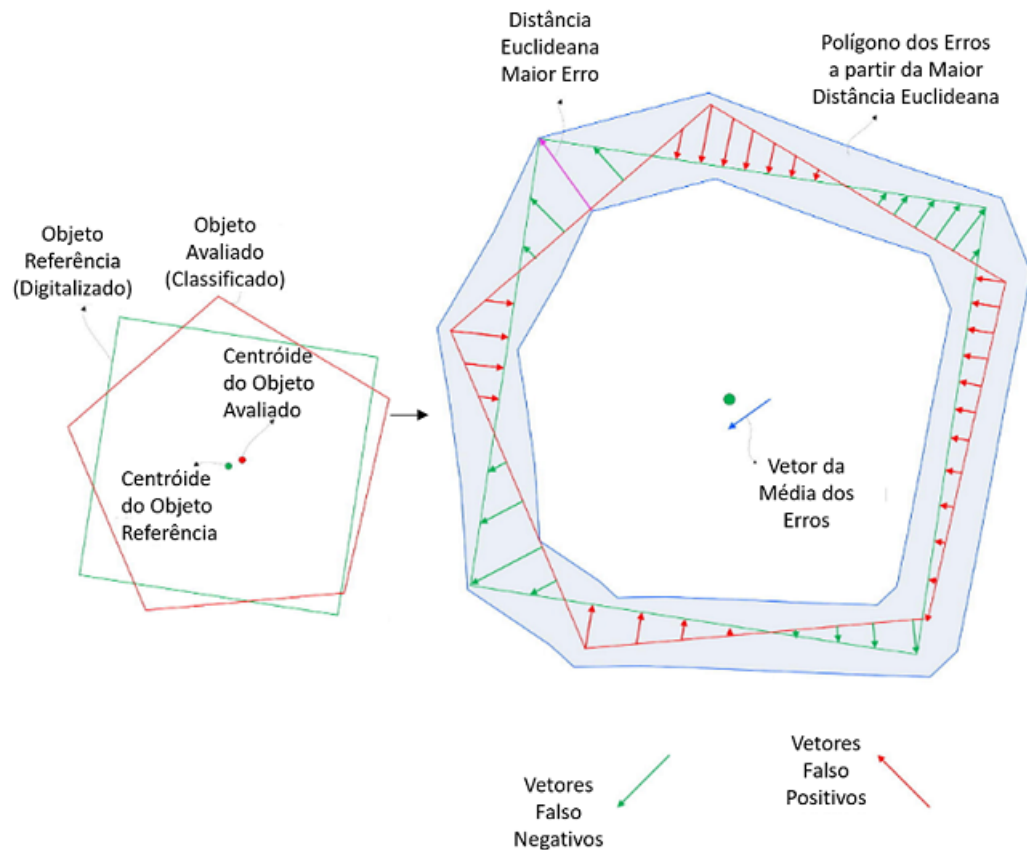 Distância
Euclideana
Maior Erro
Polígono dos Erros
a partir da Maior
Distância Euclideana
Objeto
Referência
(Digitalizado)
Objeto
Avaliado
(Classificado)
Centróide
do Objeto
Avaliado
Centróide
do Objeto
Referência
Vetor da
Média dos
Erros
Vetores
Falso
Negativos
Vetores
Falso
Positivos